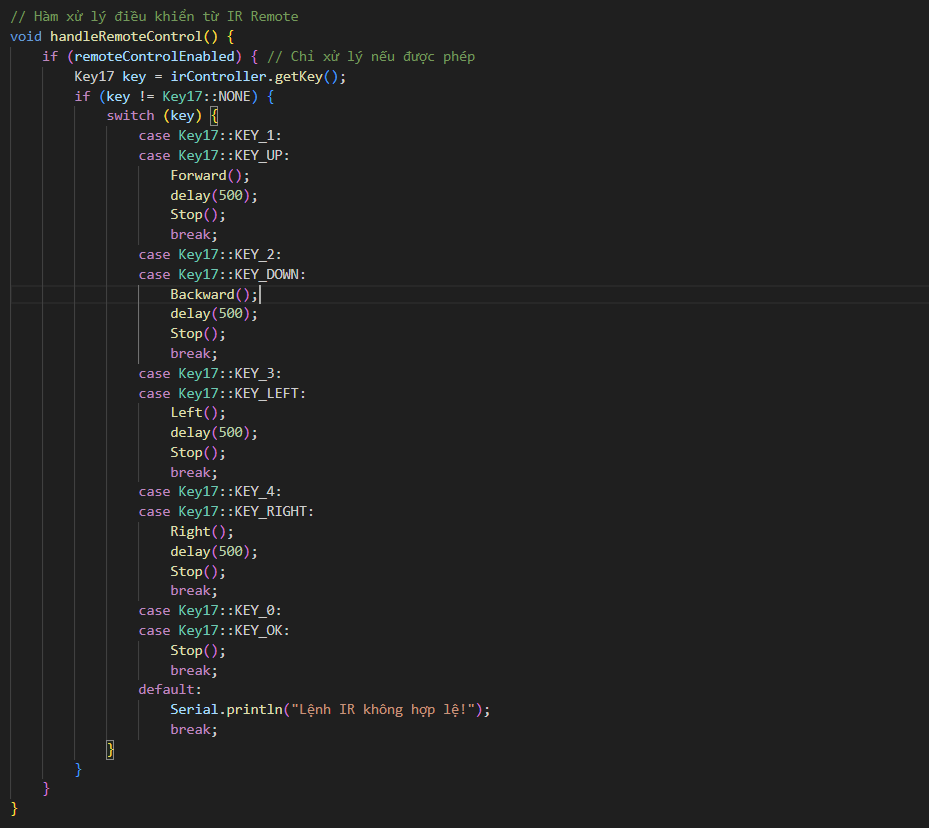 // Hàm xử lý điều khiển từ IR Remote
void handleRemoteControl() {
    if (remoteControlEnabled) { // Chỉ xử lý nếu được phép
        Key17 key = irController.getKey();
        if (key != Key17::NONE) {
            switch (key) {
                case Key17::KEY_1:
                case Key17::KEY_UP:
                    Forward();
                    delay(500);
                    Stop();
                    break;
                case Key17::KEY_2:
                case Key17::KEY_DOWN:
                    Backward();
                    delay(500);
                    Stop();
                    break;
                case Key17::KEY_3:
                case Key17::KEY_LEFT:
                    Left();
                    delay(500);
                    Stop();
                    break;
                case Key17::KEY_4:
                case Key17::KEY_RIGHT:
                    Right();
                    delay(500);
                    Stop();
                    break;
                case Key17::KEY_0:
                case Key17::KEY_OK:
                    Stop();
                    break;
                default:
                    Serial.println("Lệnh IR không hợp lệ!");
                    break;
            }
        }
    }
}